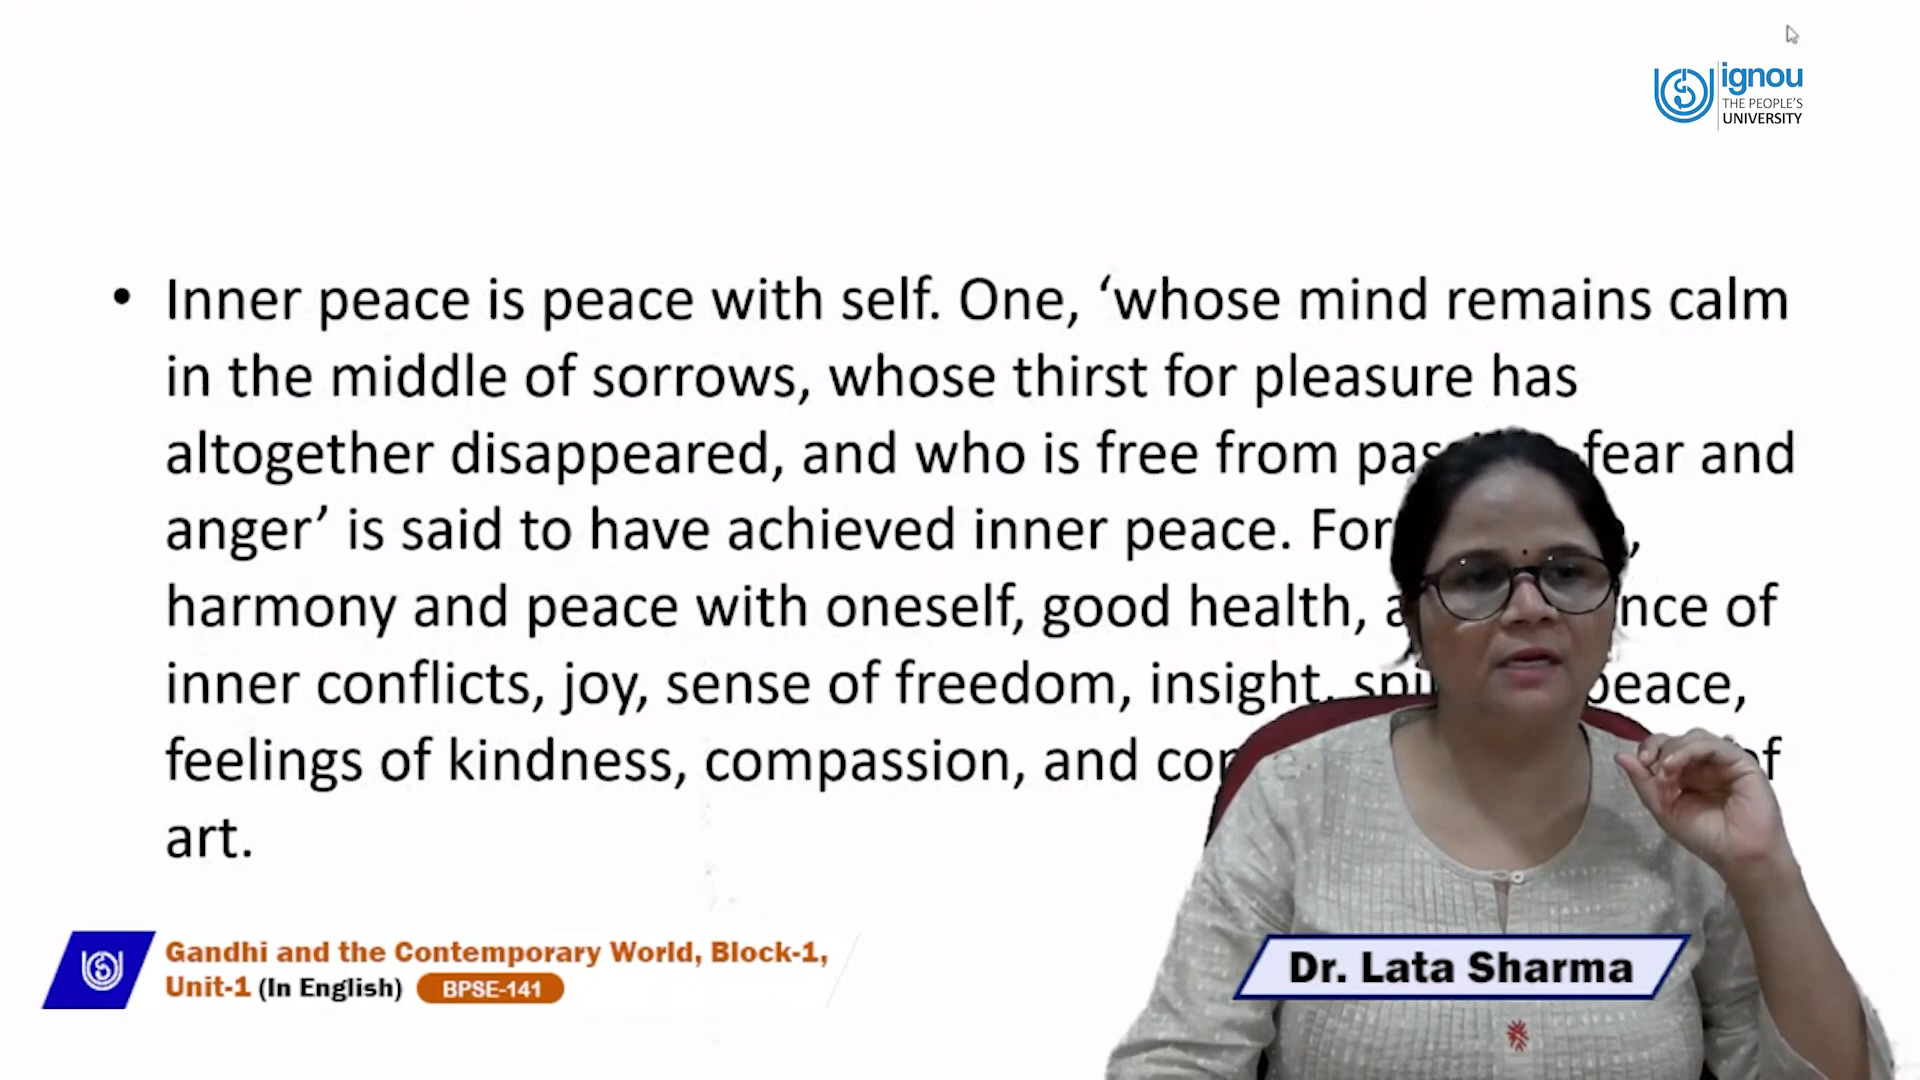 ignou
THE PEOPLE'S
UNIVERSITY
• Inner peace is peace with self. One, ‘whose mind remains calm
in the middle of sorrows, whose thirst for pleasure has
altogether disappeared, and who is free from fear and
anger’ is said to have achieved inner peace. For
harmony and peace with oneself, good health, of
inner conflicts, joy, sense of freedom, insight, peace,
feelings of kindness, compassion, and of
art.
Gandhi and the Contemporary World, Block-1,
Unit-1 (In English) BPSE-141
Dr. Lata Sharma